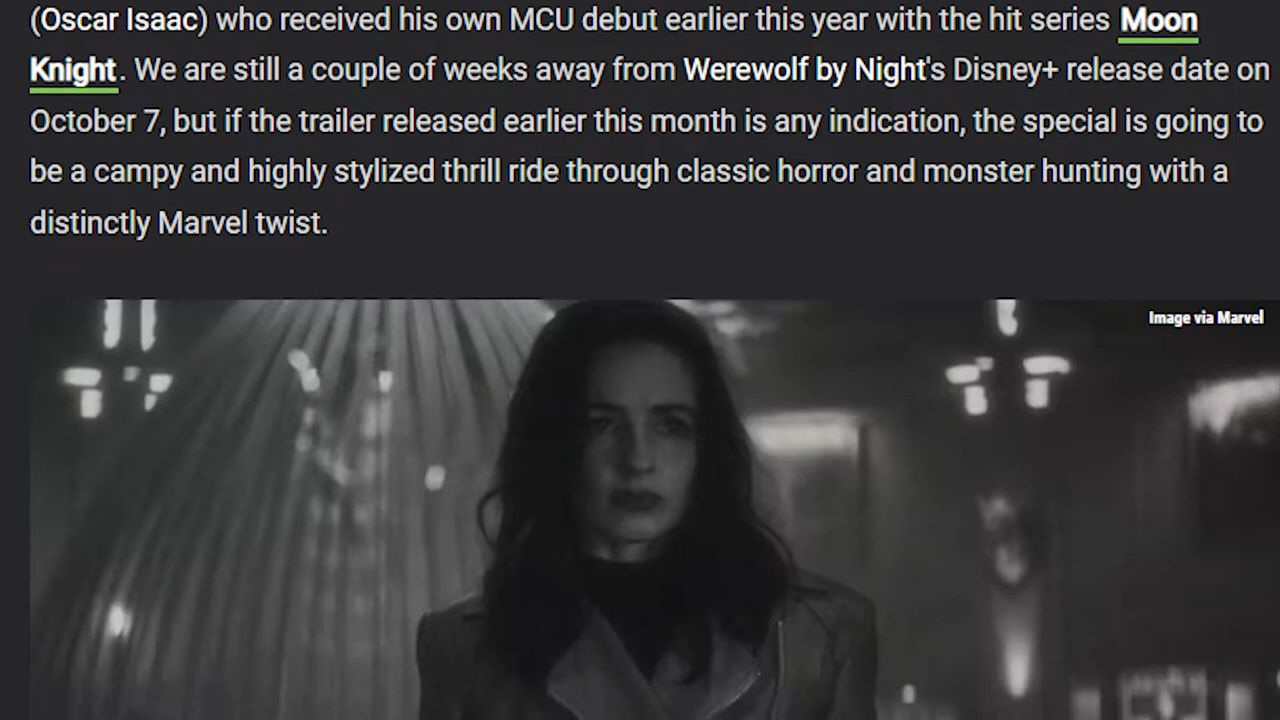 (Oscar Isaac) who received his own MCU debut earlier this year with the hit series Moon
Knight. We are still a couple of weeks away from Werewolf by Night's Disney+ release date on
October 7, but if the trailer released earlier this month is any indication, the special is going to
be a campy and highly stylized thrill ride through classic horror and monster hunting with a
distinctly Marvel twist.
Image via Marvel